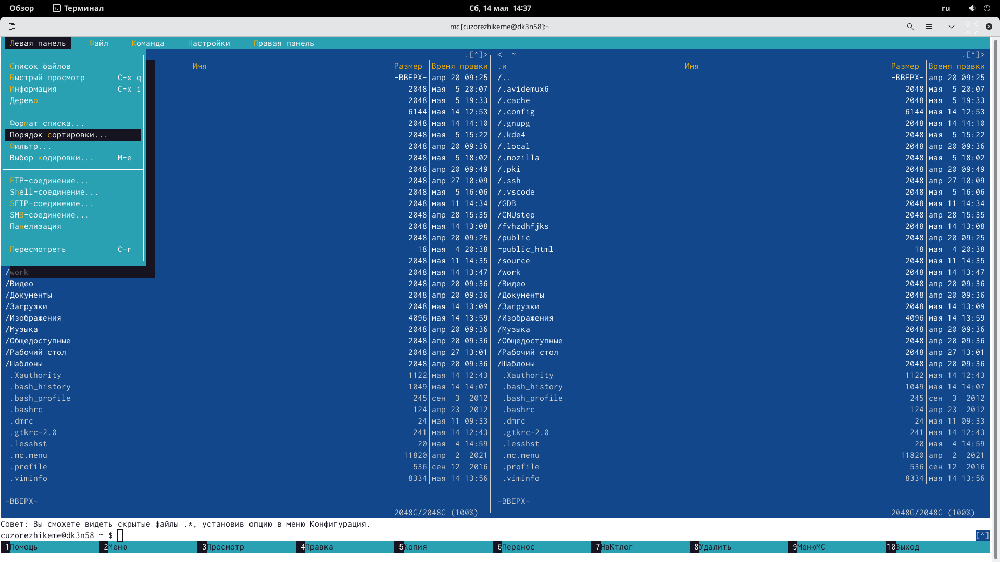 Обзор Терминал Сб, 14 мая 14:37 ru
mc [cuzorezhikeme@dk3n58]:~
Левая панель Файл Команда Настройки Правая панель
.[^]> <— ~ .[^]>
Список файлов Имя Размер Время правки .и Имя Размер Время правки
Быстрый просмотр C-x q -ВВЕРХ- апр 20 09:25 /.. -ВВЕРХ- апр 20 09:25
Информация C-x i 2048 мая 5 20:07 /.avidemux6 2048 мая 5 20:07
Дерево 2048 мая 5 19:33 /.cache 2048 мая 5 19:33
6144 мая 14 12:53 /.config 6144 мая 14 12:53
Формат списка... 2048 мая 14 14:10 /.gnupg 2048 мая 14 14:10
Порядок сортировки... 2048 мая 5 15:22 /.kde4 2048 мая 5 15:22
Фильтр... 2048 апр 20 09:36 /.local 2048 апр 20 09:36
Выбор кодировки... M-e 2048 мая 5 18:02 /.mozilla 2048 мая 5 18:02
2048 апр 20 09:49 /.pki 2048 апр 20 09:49
FTP-соединение... 2048 апр 27 10:09 /.ssh 2048 апр 27 10:09
Shell-соединение... 2048 мая 5 16:06 /.vscode 2048 мая 5 16:06
SFTP-соединение... 2048 мая 11 14:34 /GDB 2048 мая 11 14:34
SMB-соединение... 2048 апр 28 15:35 /GNUstep 2048 апр 28 15:35
Панелизация 2048 мая 14 13:08 /fvhzdhfjks 2048 мая 14 13:08
2048 апр 20 09:25 /public 2048 апр 20 09:25
Пересмотреть C-r 18 мая 4 20:38 ~public_html 18 мая 4 20:38
2048 мая 11 14:35 /source 2048 мая 11 14:35
/work 2048 мая 14 13:47 /work 2048 мая 14 13:47
/Видео 2048 апр 20 09:36 /Видео 2048 апр 20 09:36
/Документы 2048 апр 20 09:36 /Документы 2048 апр 20 09:36
/Загрузки 2048 мая 14 13:09 /Загрузки 2048 мая 14 13:09
/Изображения 4096 мая 14 13:59 /Изображения 4096 мая 14 13:59
/Музыка 2048 апр 20 09:36 /Музыка 2048 апр 20 09:36
/Общедоступные 2048 апр 20 09:36 /Общедоступные 2048 апр 20 09:36
/Рабочий стол 2048 апр 27 13:01 /Рабочий стол 2048 апр 27 13:01
/Шаблоны 2048 апр 20 09:36 /Шаблоны 2048 апр 20 09:36
.Xauthority 1122 мая 14 12:43 .Xauthority 1122 мая 14 12:43
.bash_history 1049 мая 14 14:07 .bash_history 1049 мая 14 14:07
.bash_profile 245 сен 3 2012 .bash_profile 245 сен 3 2012
.bashrc 124 апр 23 2012 .bashrc 124 апр 23 2012
.dmrc 24 мая 11 09:33 .dmrc 24 мая 11 09:33
.gtkrc-2.0 241 мая 14 12:43 .gtkrc-2.0 241 мая 14 12:43
.lesshst 20 мая 4 14:59 .lesshst 20 мая 4 14:59
.mc.menu 11820 апр 2 2021 .mc.menu 11820 апр 2 2021
.profile 536 сен 12 2016 .profile 536 сен 12 2016
.viminfo 8334 мая 14 13:56 .viminfo 8334 мая 14 13:56
-ВВЕРХ- -ВВЕРХ-
2048G/2048G (100%) 2048G/2048G (100%)
Совет: Вы сможете видеть скрытые файлы .*, установив опцию в меню Конфигурация.
cuzorezhikeme@dk3n58 ~ $ [^]
1Помощь 2Меню 3Просмотр 4Правка 5Копия 6Перенос 7НвКтлог 8Удалить 9МенюМС 10Выход